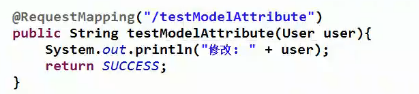 @RequestMapping("/testModelAttribute")
public String testModelAttribute(User user){
    System.out.println("修改: " + user);
    return SUCCESS;
}